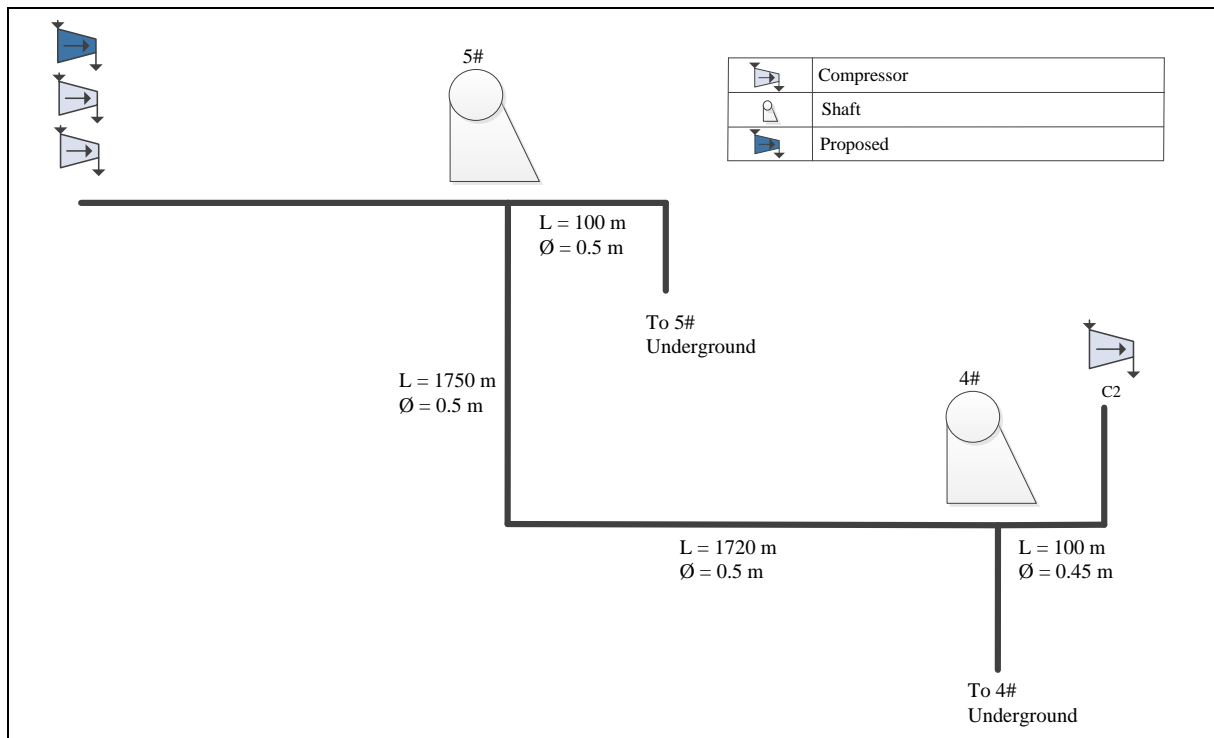 5#
Compressor
Shaft
Proposed
L = 100 m
Ø = 0.5 m
To 5#
Underground
L = 1750 m
Ø = 0.5 m
4#
C2
L = 1720 m
Ø = 0.5 m
L = 100 m
Ø = 0.45 m
To 4#
Underground